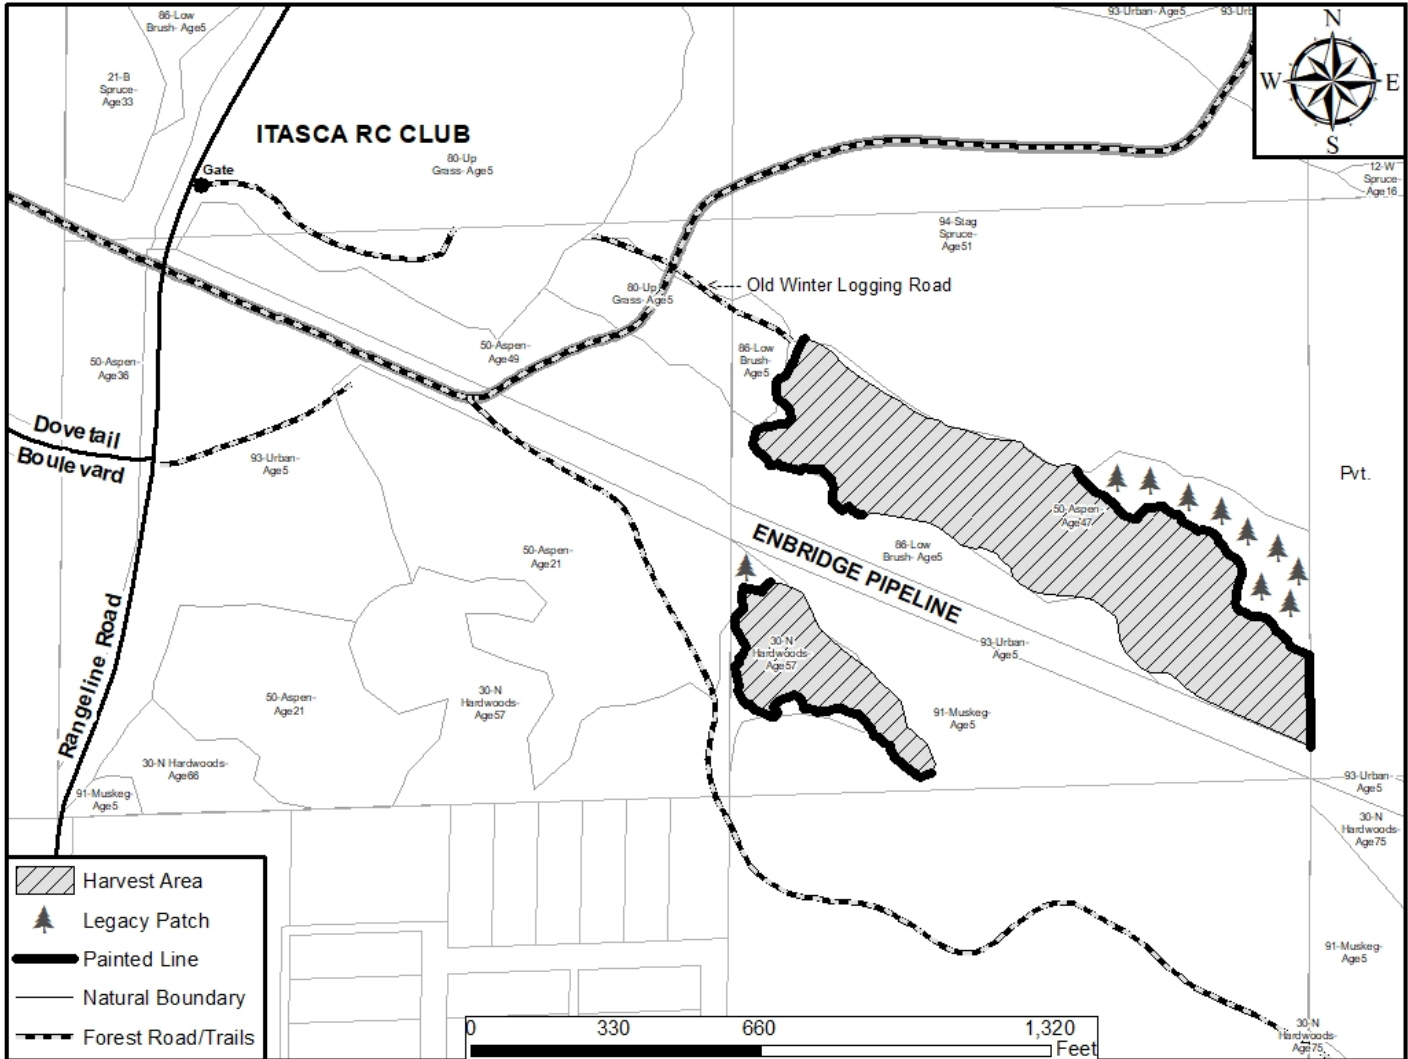 86-Low
Brush- Age5
93-Urban- Age5
93-Urb
N
W
E
S
21-B
Spruce-
Age33
ITASCA RC CLUB
80-Up
Grass- Age5
Gate
12-W
Spruce-
Age16
94-Stag
Spruce-
Age51
80-Up
Grass- Age5
<--- Old Winter Logging Road
50-Aspen-
Age36
50-Aspen-
Age49
86-Low
Brush-
Age5
Dovetail
Boulevard
93-Urban-
Age5
Pvt.
50-Aspen-
Age47
50-Aspen-
Age21
86-Low
Brush- Age5
ENBRIDGE PIPELINE
93-Urban-
Age5
30-N
Hardwoods-
Age57
Rangeline Road
50-Aspen-
Age21
30-N
Hardwoods-
Age57
91-Muskeg-
Age5
30-N Hardwoods-
Age66
91-Muskeg-
Age5
93-Urban-
Age5
30-N
Hardwoods-
Age75
91-Muskeg-
Age5
30-N
Hardwoods-
Age75
Harvest Area
Legacy Patch
Painted Line
Natural Boundary
Forest Road/Trails
0 330 660 1,320
Feet